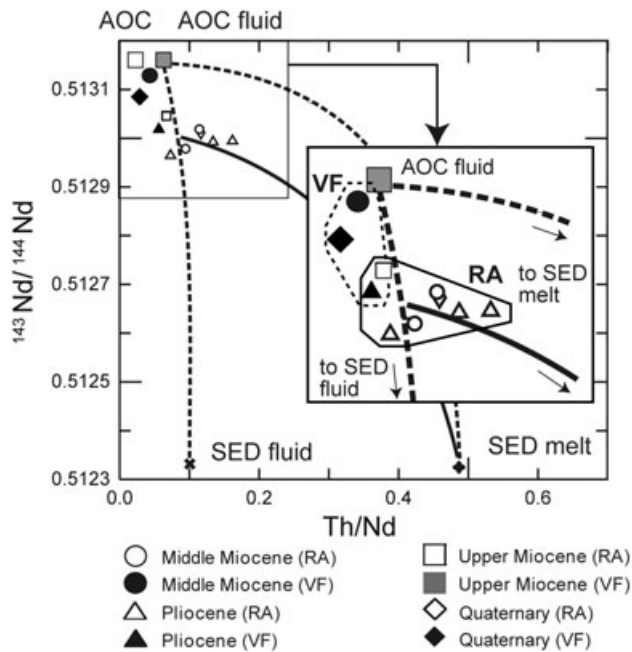 AOC AOC fluid
0.5131
0.5129
0.5127
0.5125
0.5123
143Nd/ 144Nd
AOC fluid
VF
RA
to SED
melt
to SED
fluid
SED fluid
SED melt
0.0 0.2 0.4 0.6
Th/Nd
Middle Miocene (RA)
Middle Miocene (VF)
Pliocene (RA)
Pliocene (VF)
Upper Miocene (RA)
Upper Miocene (VF)
Quaternary (RA)
Quaternary (VF)